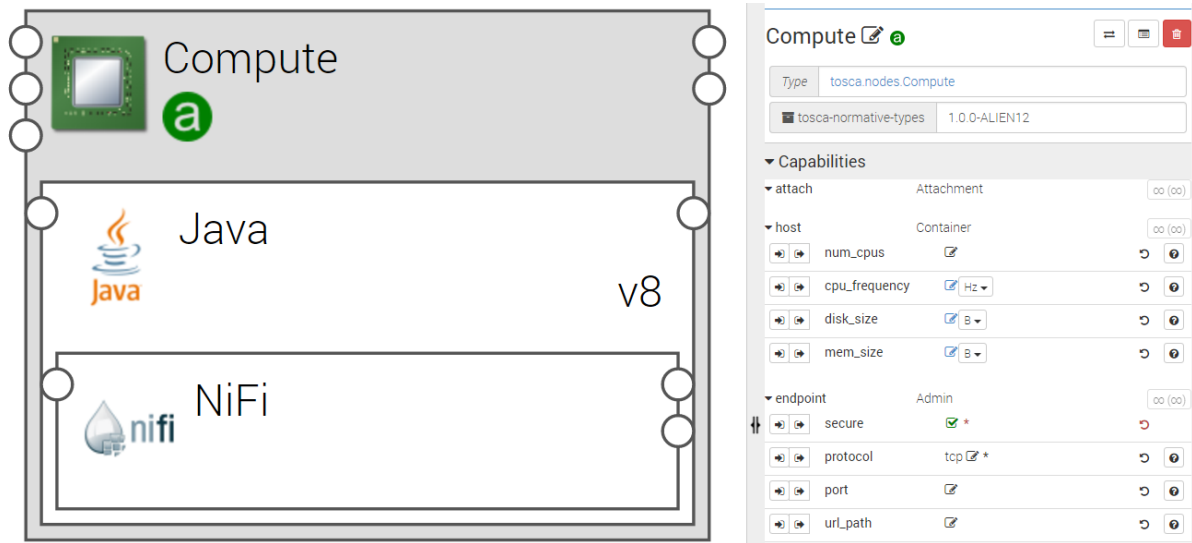 Compute
a
Java
Java
v8
NiFi
nifi
Compute a
Type tosca.nodes.Compute
tosca-normative-types 1.0.0-ALIEN12
Capabilities
attach Attachment ∞ (∞)
host Container ∞ (∞)
num_cpus
cpu_frequency Hz
disk_size B
mem_size B
endpoint Admin ∞ (∞)
secure *
protocol tcp *
port
url_path